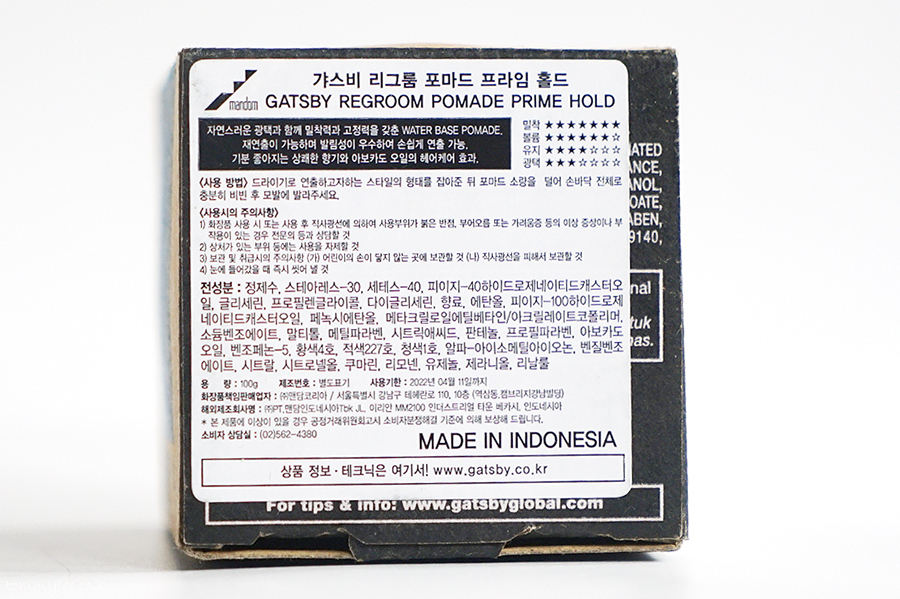 mandom
갸스비 리그룸 포마드 프라임 홀드
GATSBY REGROOM POMADE PRIME HOLD
자연스러운 광택과 함께 밀착력과 고정력을 갖춘 WATER BASE POMADE.
재연출이 가능하며 발림성이 우수하여 손쉽게 연출 가능.
기분 좋아지는 상쾌한 향기와 아보카도 오일의 헤어케어 효과.
밀착 ★★★★★★★
볼륨 ★★★★★★☆
유지 ★★★★☆☆☆
광택 ★★★☆☆☆☆
〈사용 방법〉 드라이기로 연출하고자하는 스타일의 형태를 잡아준 뒤 포마드 소량을 덜어 손바닥 전체로
충분히 비빈 후 모발에 발라주세요.
〈사용시의 주의사항〉
1) 화장품 사용 시 또는 사용 후 직사광선에 의하여 사용부위가 붉은 반점, 부어오름 또는 가려움증 등의 이상 증상이나 부
작용이 있는 경우 전문의 등과 상담할 것
2) 상처가 있는 부위 등에는 사용을 자제할 것
3) 보관 및 취급시의 주의사항 (가) 어린이의 손이 닿지 않는 곳에 보관할 것 (나) 직사광선을 피해서 보관할 것
4) 눈에 들어갔을 때 즉시 씻어 낼 것
전성분 : 정제수, 스테아레스-30, 세테스-40, 피이지-40하이드로제네이티드캐스터오
일, 글리세린, 프로필렌글라이콜, 다이글리세린, 향료, 에탄올, 피이지-100하이드로제
네이티드캐스터오일, 페녹시에탄올, 메타크릴로일에틸베타인/아크릴레이트코폴리머,
소듐벤조에이트, 말티톨, 메틸파라벤, 시트릭애씨드, 판테놀, 프로필파라벤, 아보카도
오일, 벤조페논-5, 황색4호, 적색227호, 청색1호, 알파-아이소메틸아이오논, 벤질벤조
에이트, 시트랄, 시트로넬올, 쿠마린, 리모넨, 유제놀, 제라니올, 리날룰
용 량 : 100g 제조번호 : 별도표기 사용기한 : 2022년 04월 11일까지
화장품책임판매업자 : ㈜맨담코리아 / 서울특별시 강남구 테헤란로 110, 10층 (역삼동,캠브리지강남빌딩)
해외제조회사명 : ㈜PT.맨담인도네시아Tbk JL. 이리안 MM2100 인더스트리얼 타운 베카시, 인도네시아
* 본 제품에 이상이 있을 경우 공정거래위원회고시 소비자분쟁해결 기준에 의해 보상해 드립니다.
소비자 상담실 : (02)562-4380
MADE IN INDONESIA
상품 정보 · 테크닉은 여기서! www.gatsby.co.kr
For tips & info: www.gatsbyglobal.com
9140,